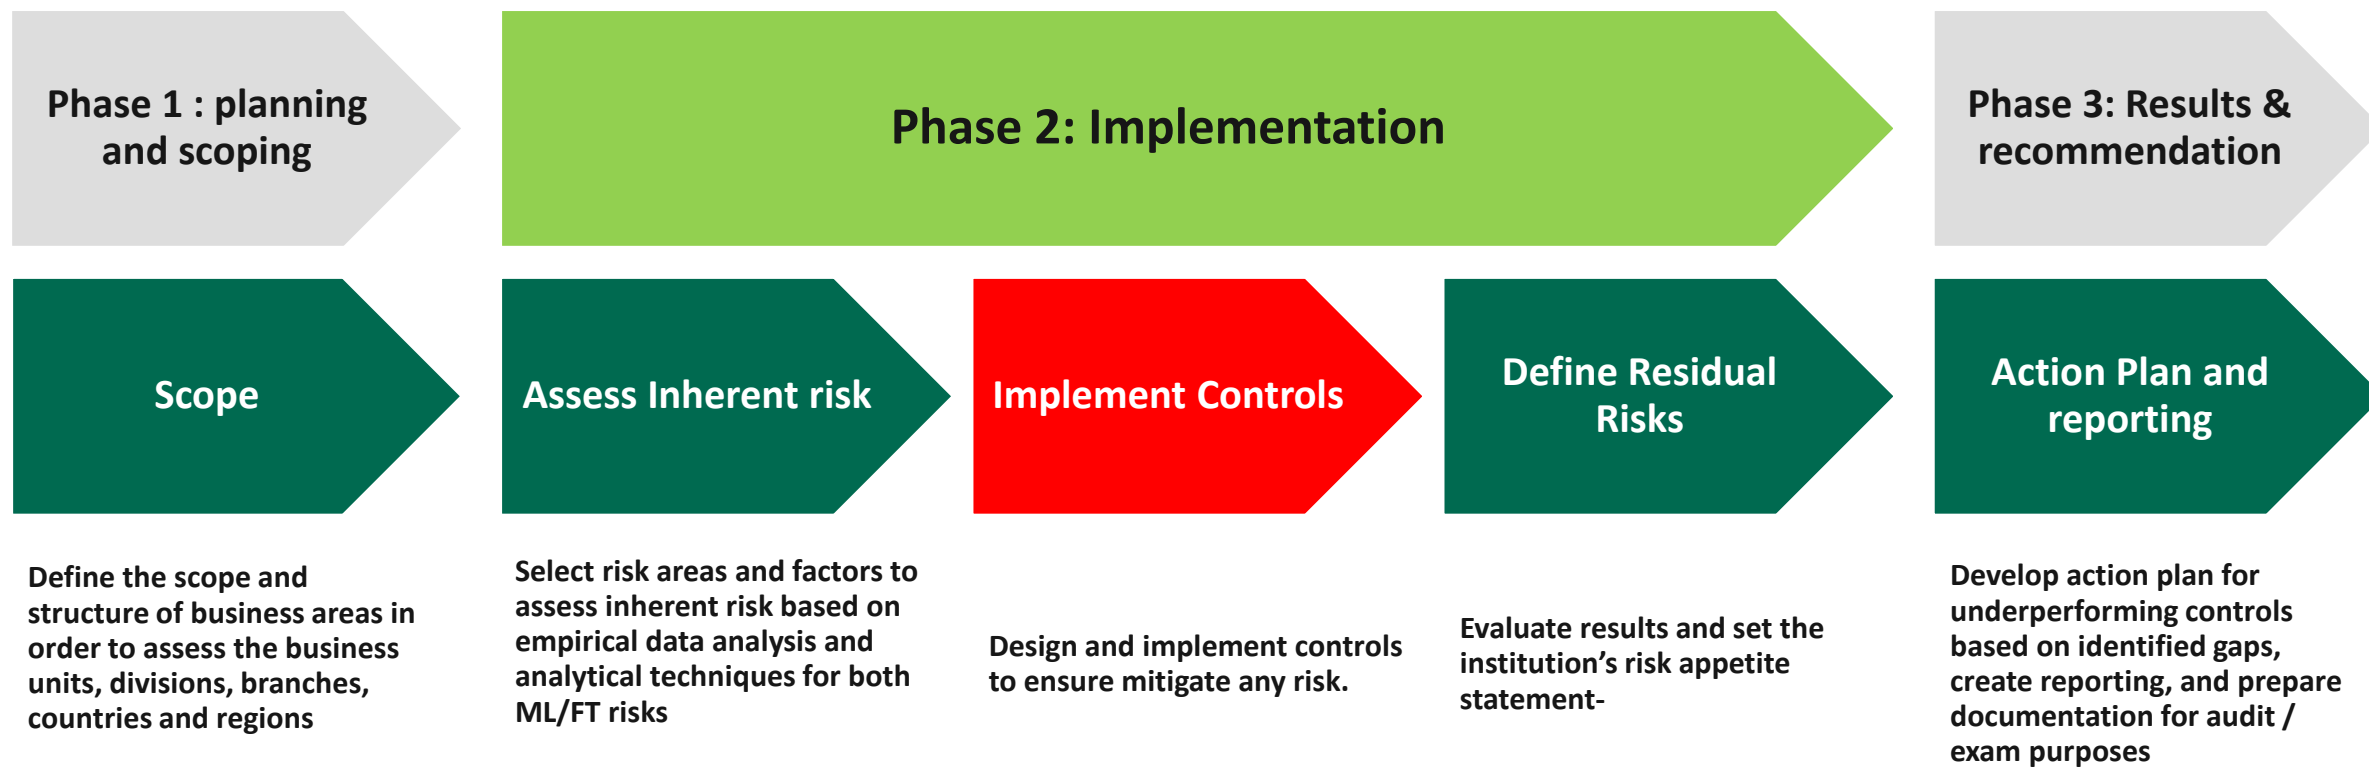 Phase 1 : planning
and scoping
Phase 2: Implementation
Phase 3: Results &
recommendation
Scope
Assess Inherent risk
Implement Controls
Define Residual
Risks
Action Plan and
reporting
Define the scope and
structure of business areas in
order to assess the business
units, divisions, branches,
countries and regions
Select risk areas and factors to
assess inherent risk based on
empirical data analysis and
analytical techniques for both
ML/FT risks
Design and implement controls
to ensure mitigate any risk.
Evaluate results and set the
institution’s risk appetite
statement-
Develop action plan for
underperforming controls
based on identified gaps,
create reporting, and prepare
documentation for audit /
exam purposes